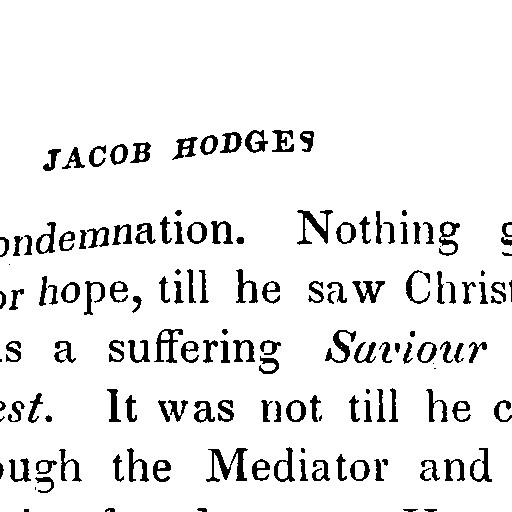 JACOB HODGES
ondemnation. Nothing g
or hope, till he saw Christ
is a suffering Saviour
est. It was not till he c
ough the Mediator and